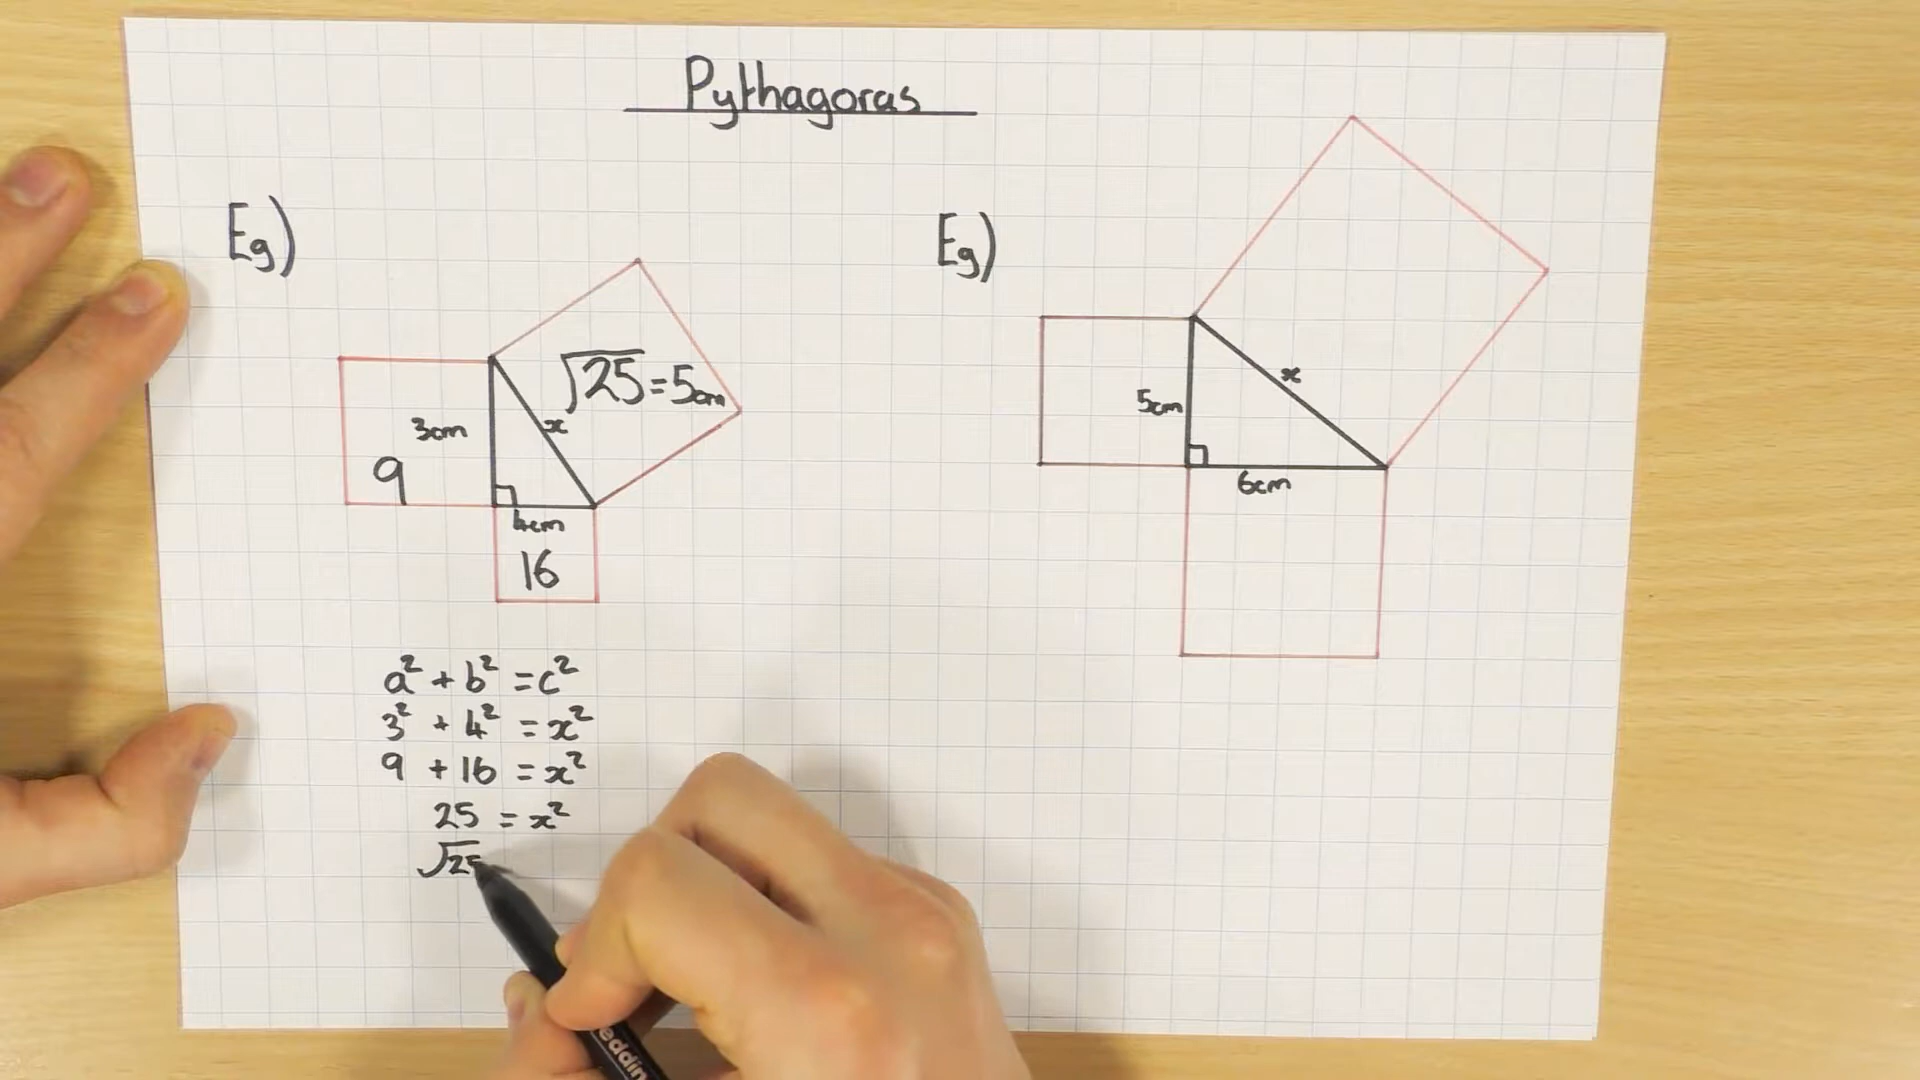 Pythagoras
Eg)
√25 = 5cm
x
3cm
9
4cm
16
a² + b² = c²
3² + 4² = x²
9 + 16 = x²
25 = x²
√25
Eg)
x
5cm
6cm
eddin